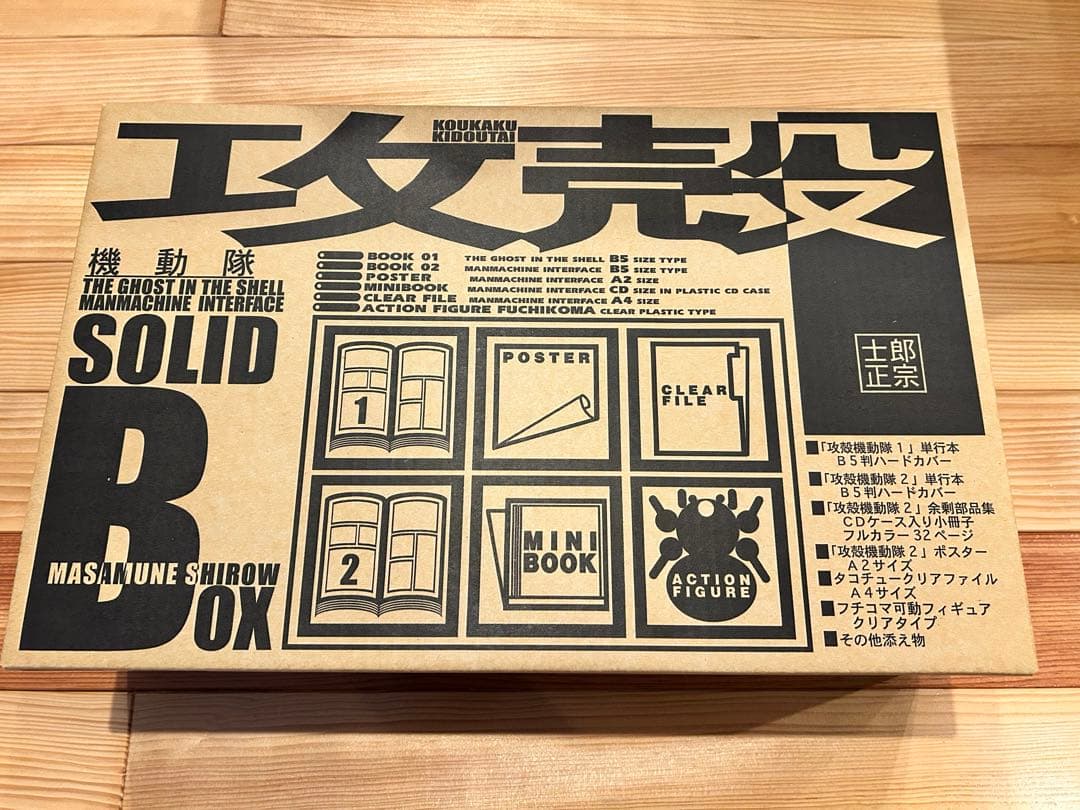 攻殻
KOUKAKU
KIDOUTAI
機動隊
THE GHOST IN THE SHELL
MANMACHINE INTERFACE
SOLID
BOX
MASAMUNE SHIROW
BOOK 01 THE GHOST IN THE SHELL B5 SIZE TYPE
BOOK 02 MANMACHINE INTERFACE B5 SIZE TYPE
POSTER MANMACHINE INTERFACE A2 SIZE
MINIBOOK MANMACHINE INTERFACE CD SIZE IN PLASTIC CD CASE
CLEAR FILE MANMACHINE INTERFACE A4 SIZE
ACTION FIGURE FUCHIKOMA CLEAR PLASTIC TYPE
1
POSTER
CLEAR
FILE
2
MINI
BOOK
ACTION
FIGURE
士郎
正宗
■「攻殻機動隊1」単行本
B5判ハードカバー
■「攻殻機動隊2」単行本
B5判ハードカバー
■「攻殻機動隊2」余剰部品集
CDケース入り小冊子
フルカラー32ページ
■「攻殻機動隊2」ポスター
A2サイズ
■タコチュークリアファイル
A4サイズ
■フチコマ可動フィギュア
クリアタイプ
■その他添え物